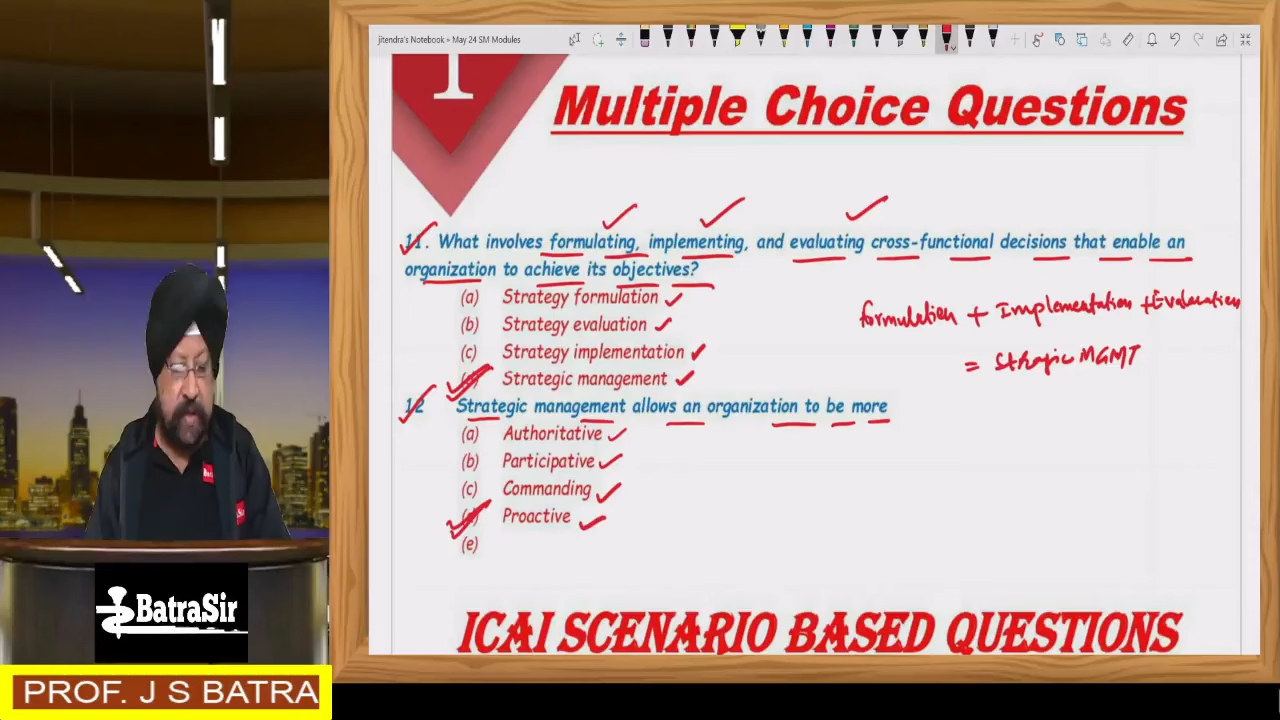 jitendra's Notebook » May 24 SM Modules
1
Multiple Choice Questions
11. What involves formulating, implementing, and evaluating cross-functional decisions that enable an
organization to achieve its objectives?
(a) Strategy formulation
(b) Strategy evaluation
(c) Strategy implementation
(d) Strategic management
formulation + Implementation + Evaluation
= Strategic MGMT
12 Strategic management allows an organization to be more
(a) Authoritative
(b) Participative
(c) Commanding
(d) Proactive
(e)
ICAI SCENARIO BASED QUESTIONS
BatraSir
PROF. J S BATRA